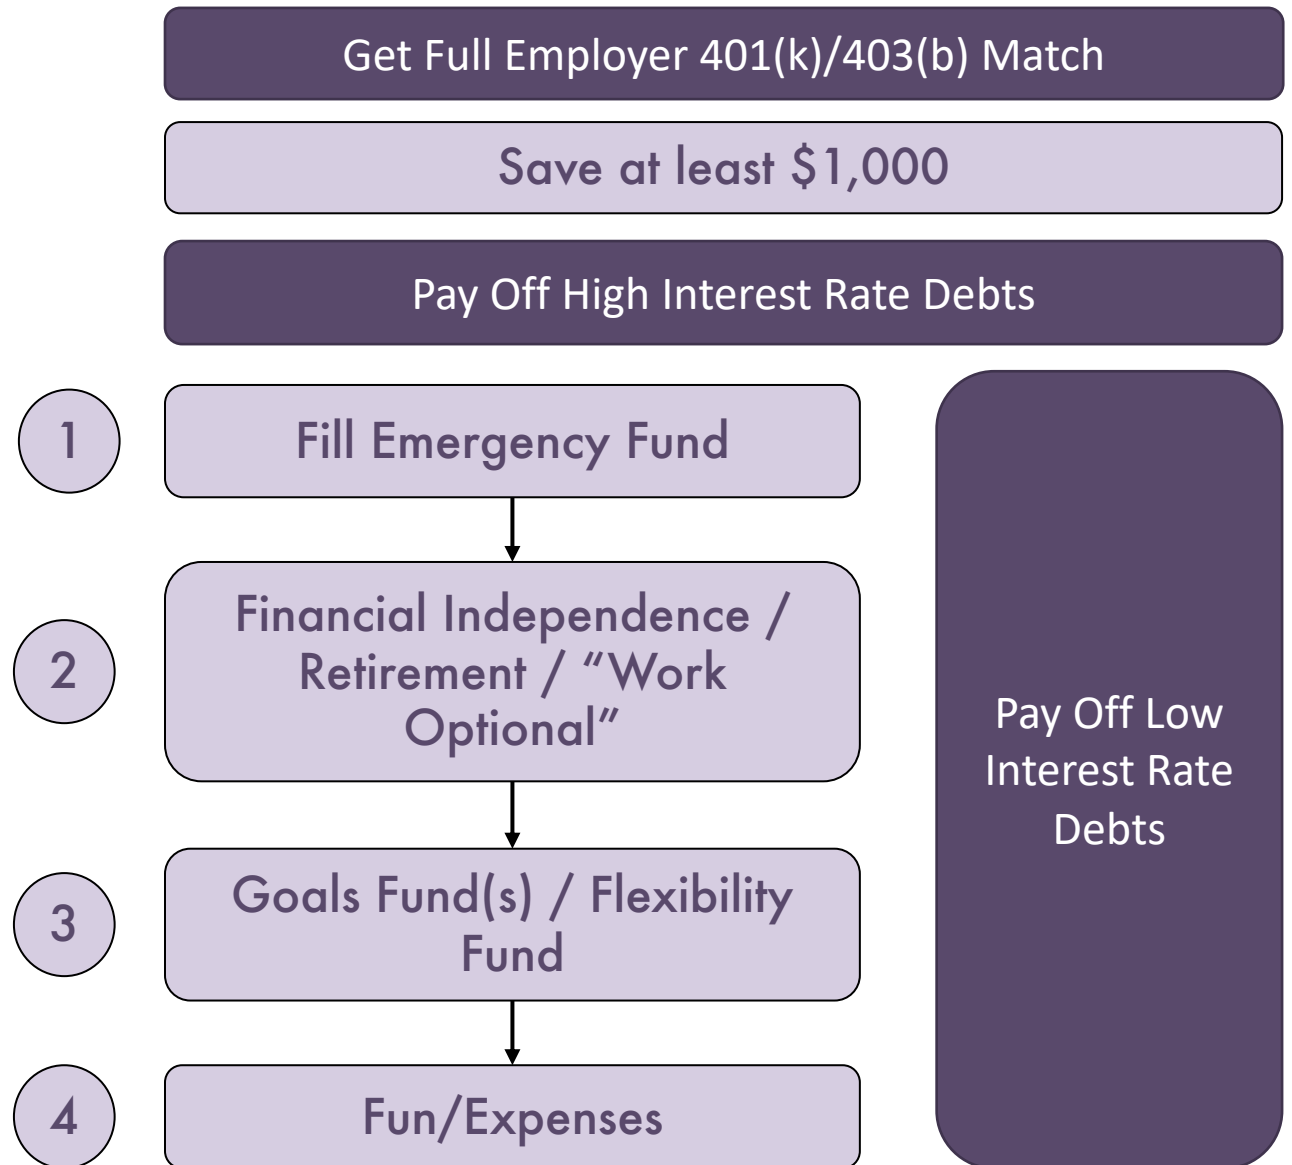 Get Full Employer 401(k)/403(b) Match
Save at least $1,000
Pay Off High Interest Rate Debts
1
Fill Emergency Fund
2
Financial Independence /
Retirement / “Work
Optional”
3
Goals Fund(s) / Flexibility
Fund
4
Fun/Expenses
Pay Off Low
Interest Rate
Debts